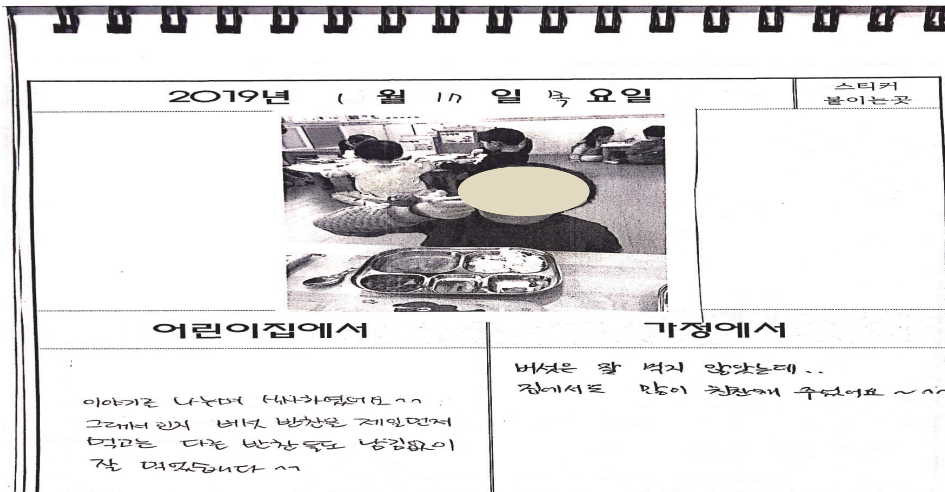 2019년 1 월 17 일 목 요일
스티커
붙이는곳
어린이집에서
가정에서
이야기를 나누며 식사하였어요 ^^
그래서인지 버섯 반찬을 제일먼저
먹고는 다른 반찬들도 남김없이
잘 먹었습니다 ^^
버섯은 잘 먹지 않았는데..
집에서도 많이 칭찬해 주었어요 ~ ^^